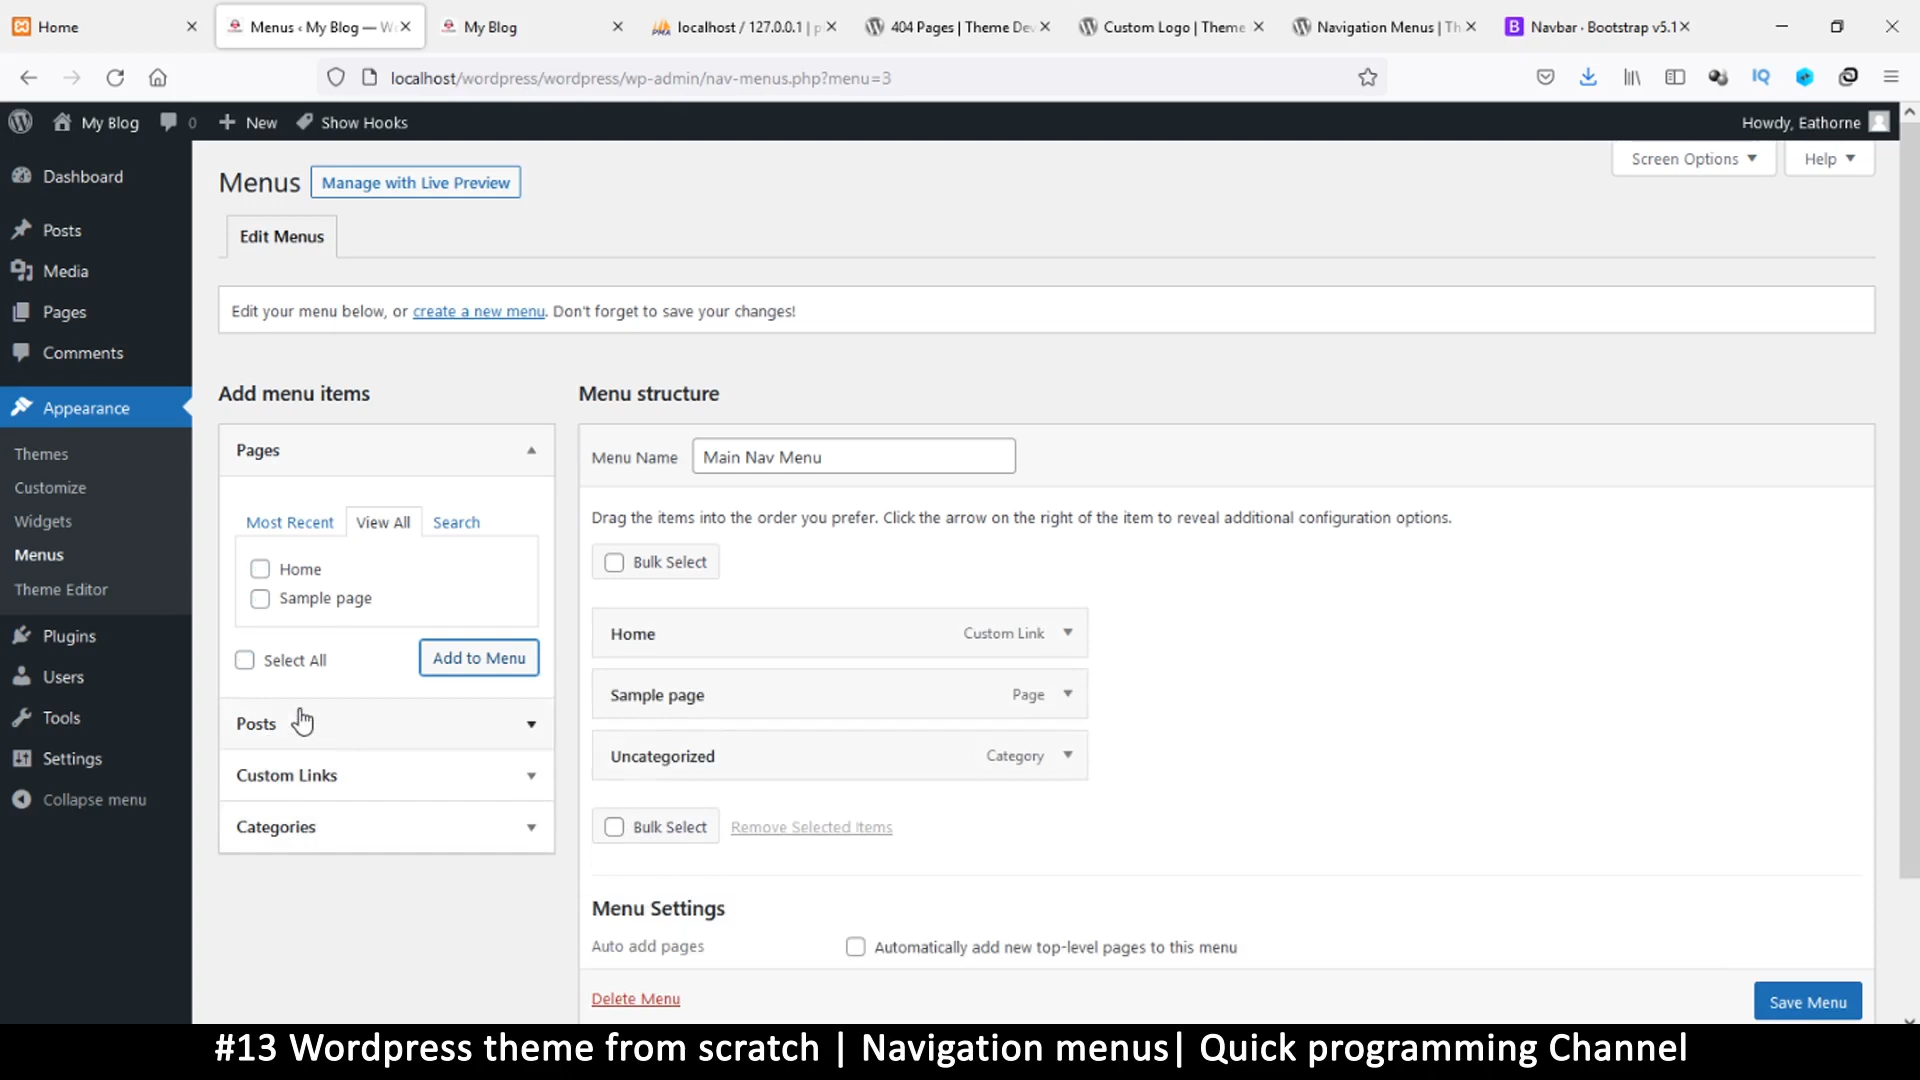 Home
Menus ‹ My Blog — W
My Blog
localhost / 127.0.0.1 | p
404 Pages | Theme Dev
Custom Logo | Theme
Navigation Menus | Th
Navbar · Bootstrap v5.1
localhost/wordpress/wordpress/wp-admin/nav-menus.php?menu=3
IQ
My Blog
0
New
Show Hooks
Howdy, Eathorne
Dashboard
Posts
Media
Pages
Comments
Appearance
Themes
Customize
Widgets
Menus
Theme Editor
Plugins
Users
Tools
Settings
Collapse menu
Screen Options
Help
Menus
Manage with Live Preview
Edit Menus
Edit your menu below, or create a new menu. Don't forget to save your changes!
Add menu items
Pages
Most Recent
View All
Search
Home
Sample page
Select All
Add to Menu
Posts
Custom Links
Categories
Menu structure
Menu Name
Main Nav Menu
Drag the items into the order you prefer. Click the arrow on the right of the item to reveal additional configuration options.
Bulk Select
Home
Custom Link
Sample page
Page
Uncategorized
Category
Bulk Select
Remove Selected Items
Menu Settings
Auto add pages
Automatically add new top-level pages to this menu
Delete Menu
Save Menu
#13 Wordpress theme from scratch | Navigation menus| Quick programming Channel